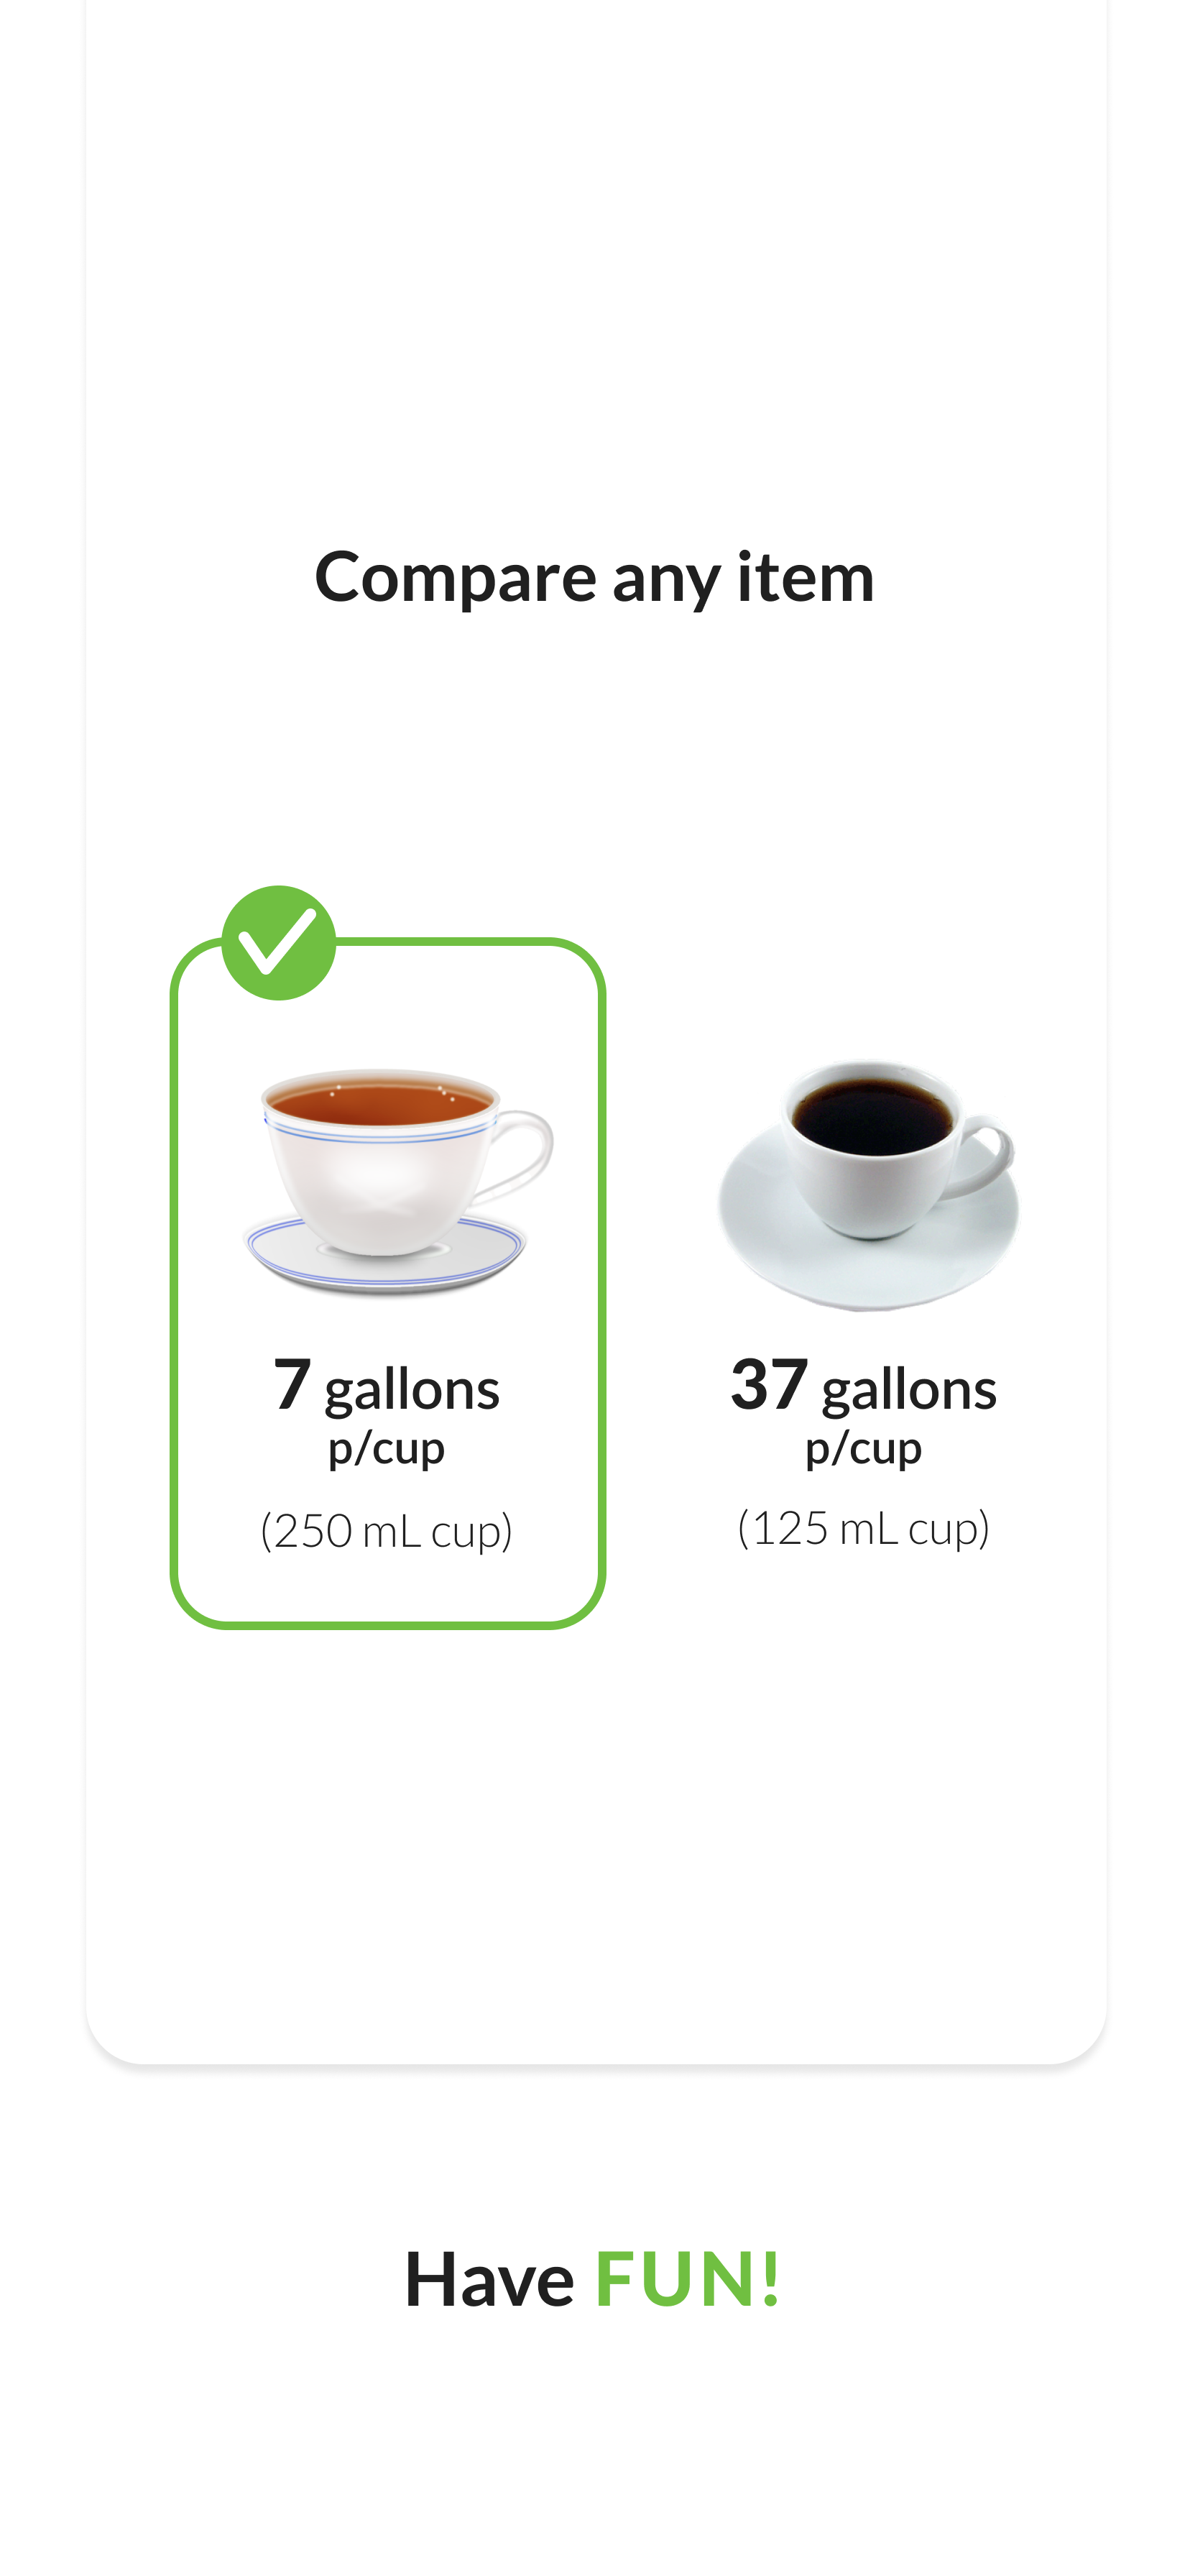 Compare any item
7 gallons
p/cup
(250 mL cup)
37 gallons
p/cup
(125 mL cup)
Have FUN!